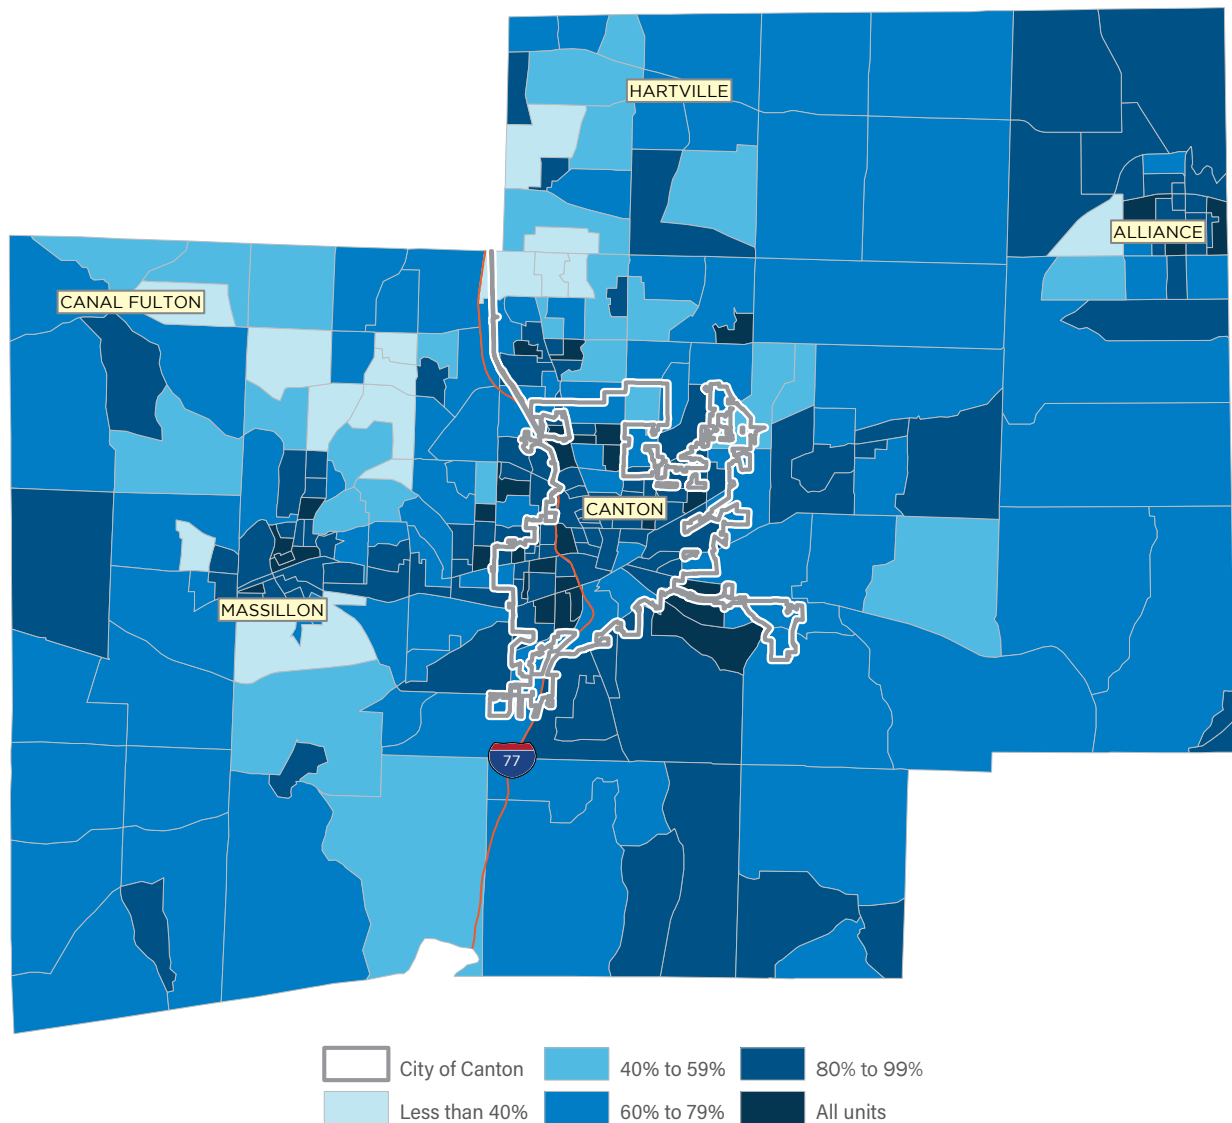 HARTVILLE
ALLIANCE
CANAL FULTON
CANTON
MASSILLON
77
City of Canton
40% to 59%
80% to 99%
Less than 40%
60% to 79%
All units